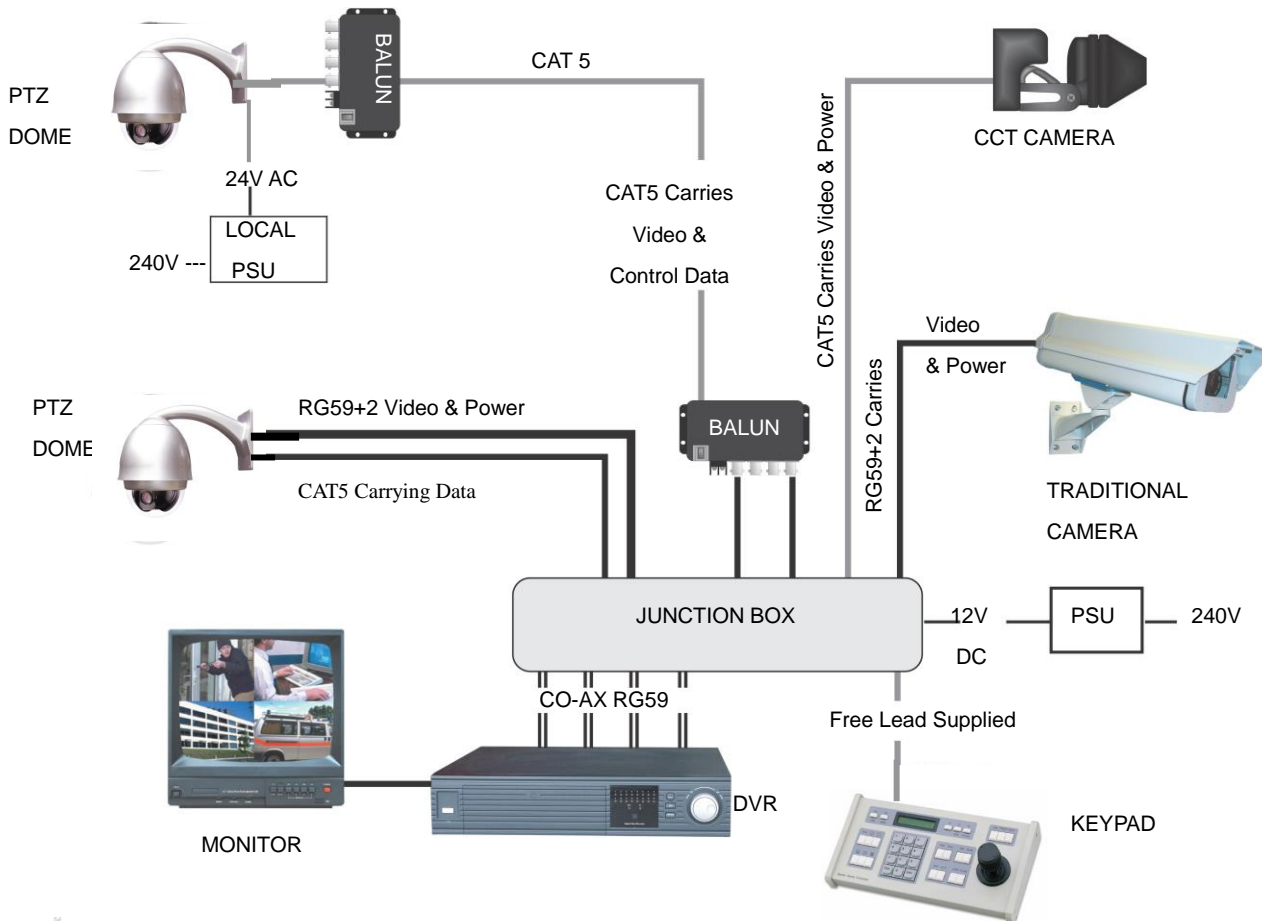 PTZ
DOME
BALUN
CAT 5
CCT CAMERA
24V AC
LOCAL
PSU
240V ---
CAT5 Carries
Video &
Control Data
CAT5 Carries Video & Power
RG59+2 Carries
Video
& Power
PTZ
DOME
RG59+2 Video & Power
CAT5 Carrying Data
BALUN
TRADITIONAL
CAMERA
JUNCTION BOX
12V
DC
PSU
240V
CO-AX RG59
Free Lead Supplied
MONITOR
DVR
KEYPAD